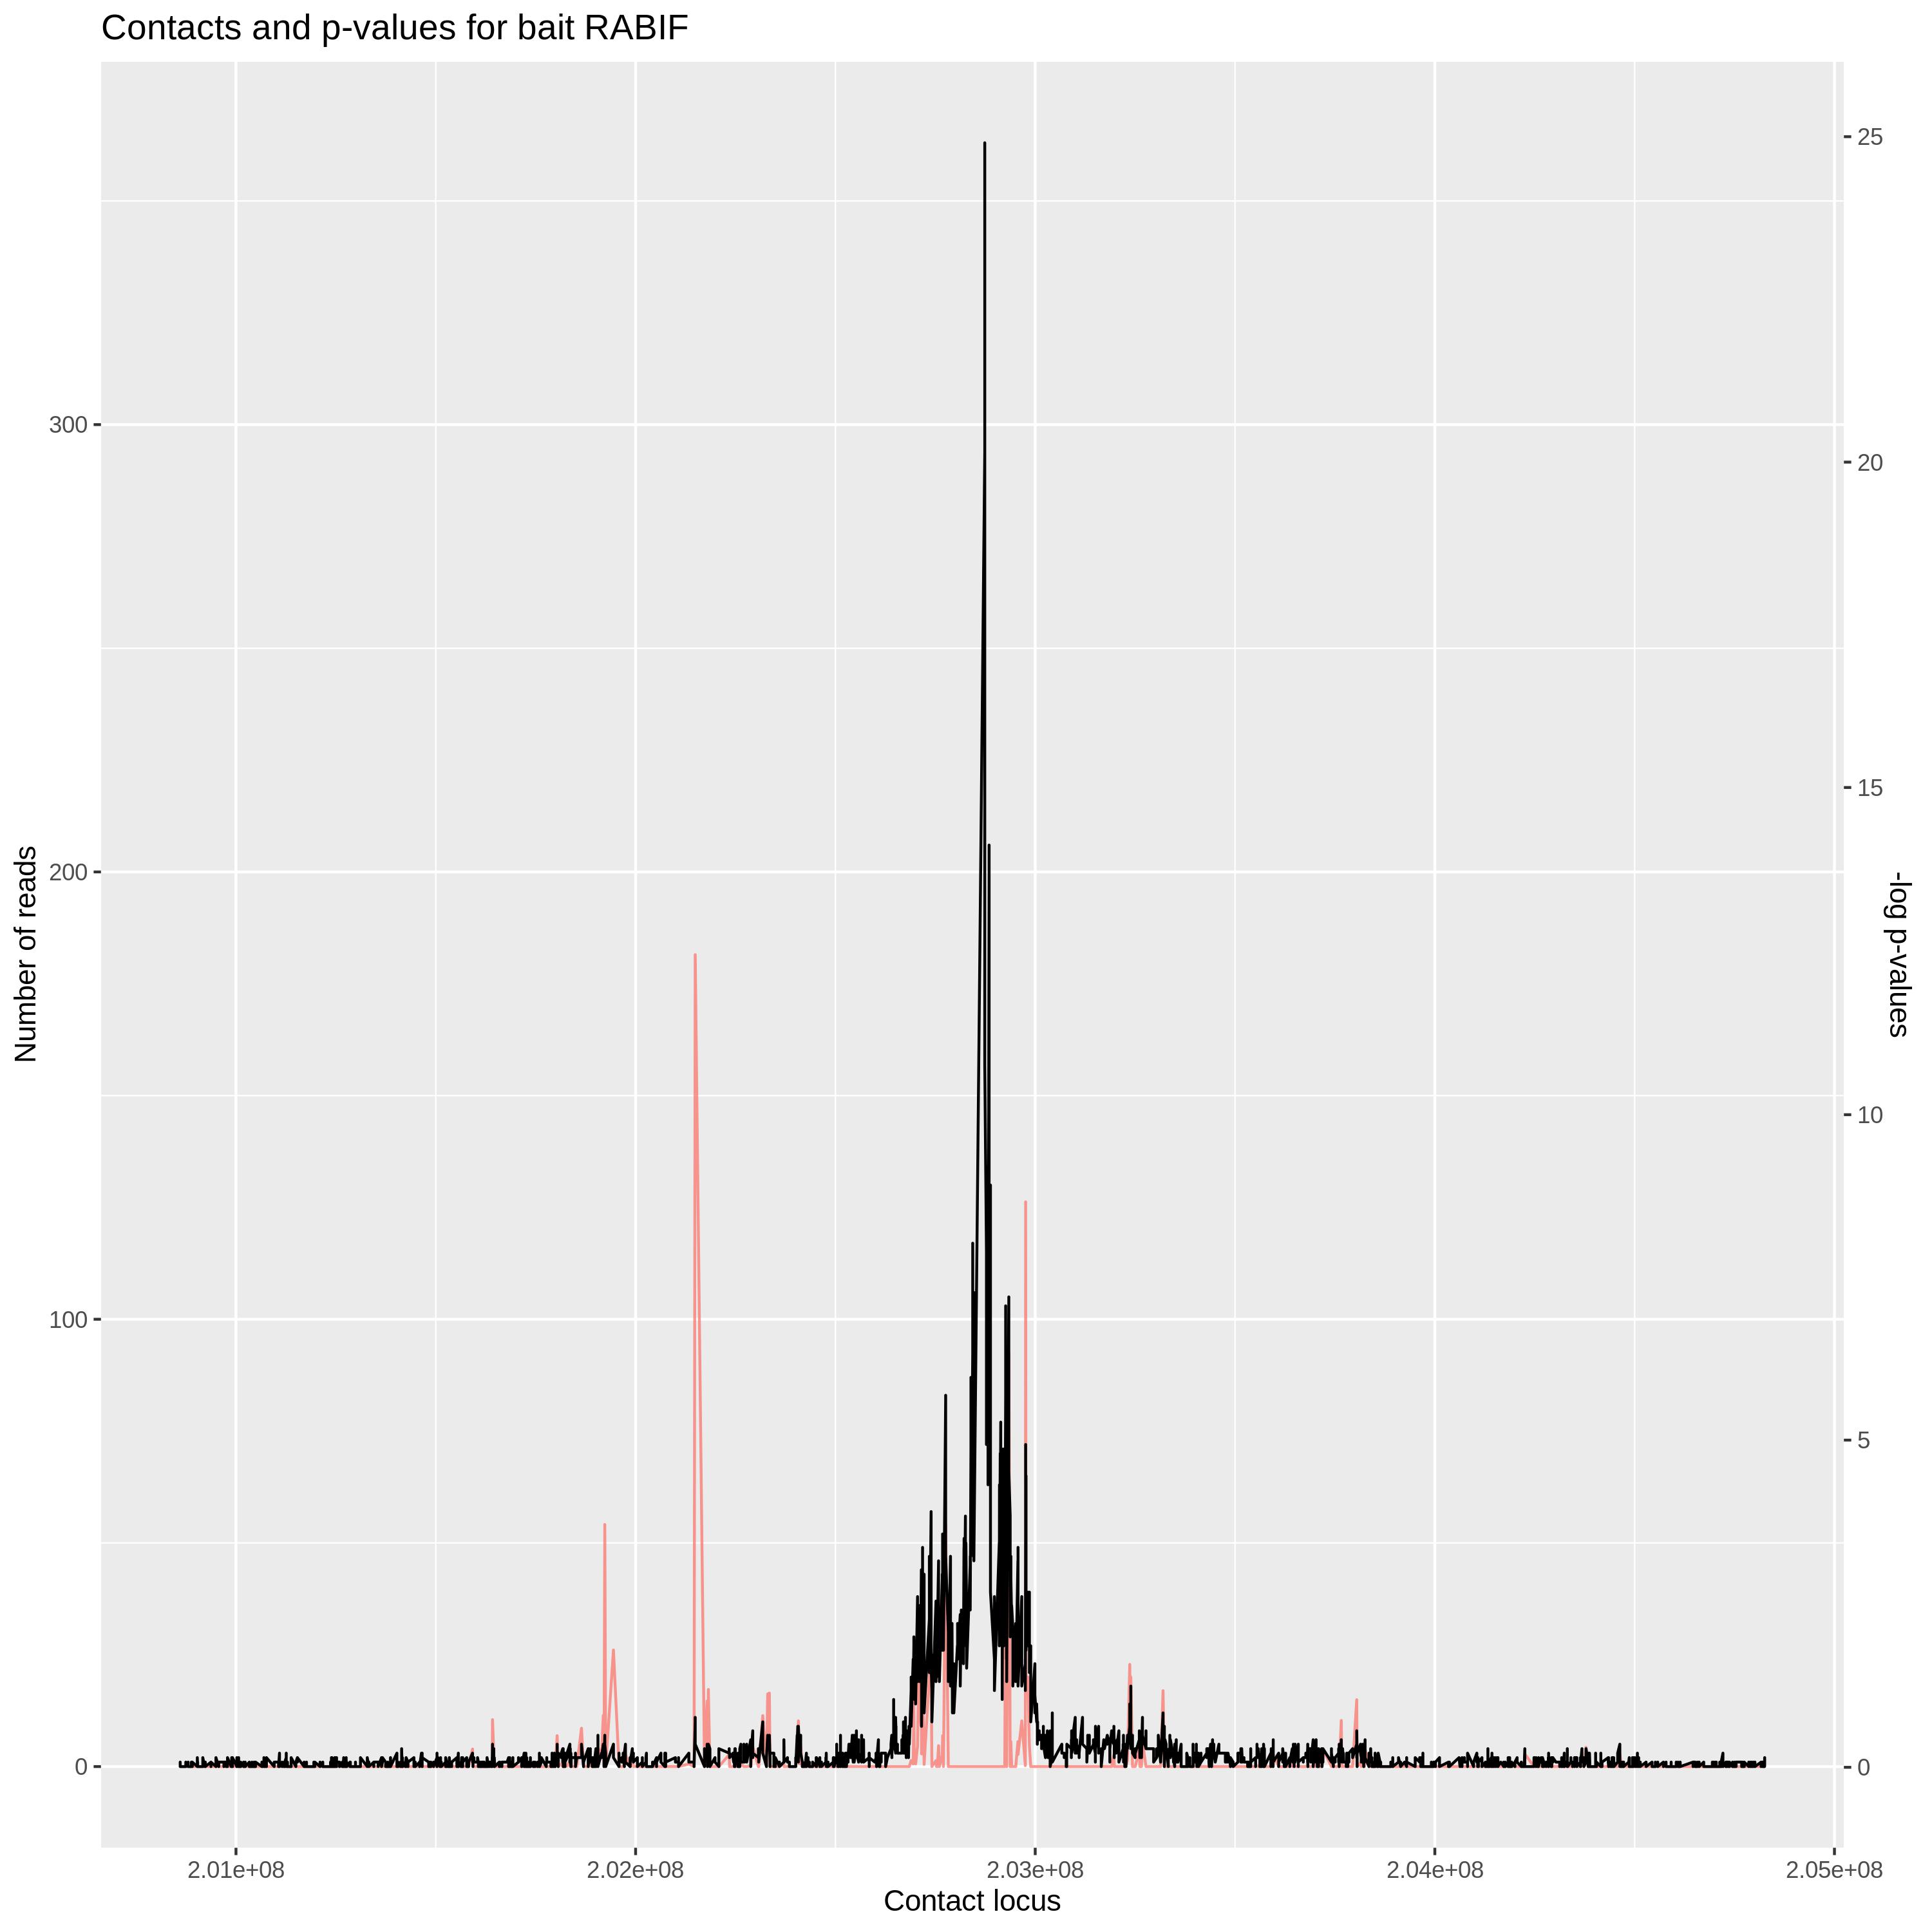 Contacts and p-values for bait RABIF
Number of reads
300
200
100
0
25
20
15
10
5
0
-log p-values
2.01e+08
2.02e+08
2.03e+08
2.04e+08
2.05e+08
Contact locus